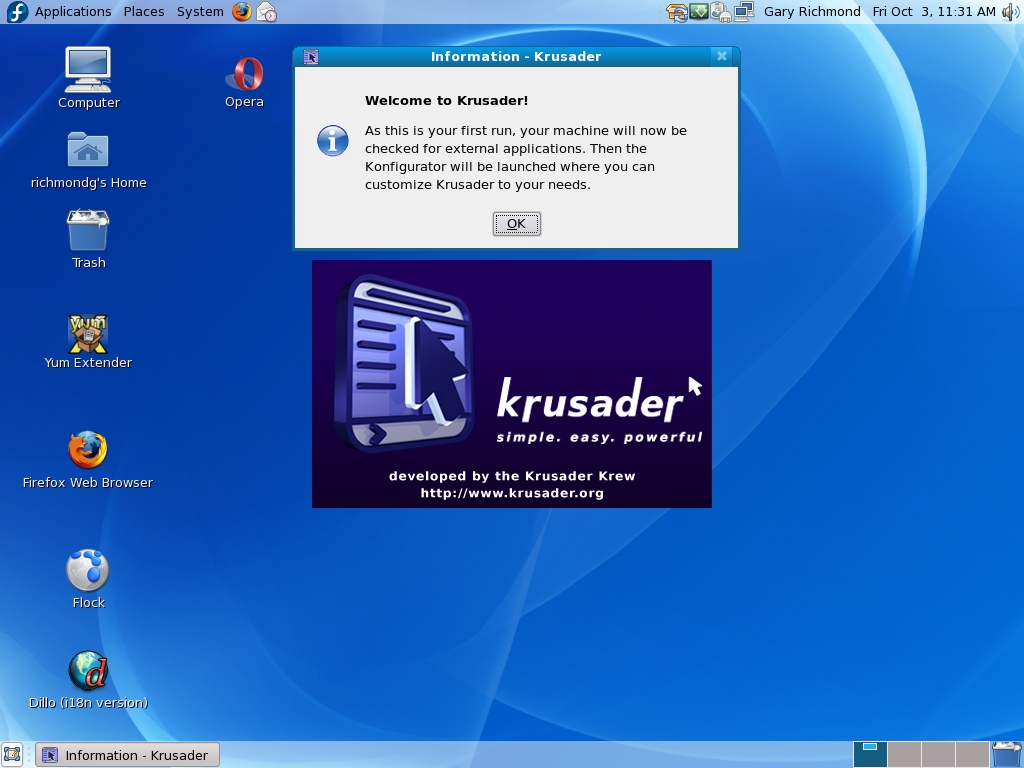 Applications Places System Gary Richmond Fri Oct 3, 11:31 AM
Information - Krusader
Computer
Opera
Welcome to Krusader!
As this is your first run, your machine will now be
checked for external applications. Then the
Konfigurator will be launched where you can
customize Krusader to your needs.
OK
richmondg's Home
Trash
yum
Yum Extender
Firefox Web Browser
Flock
d
Dillo (i18n version)
krusader
simple. easy. powerful
developed by the Krusader Krew
http://www.krusader.org
Information - Krusader